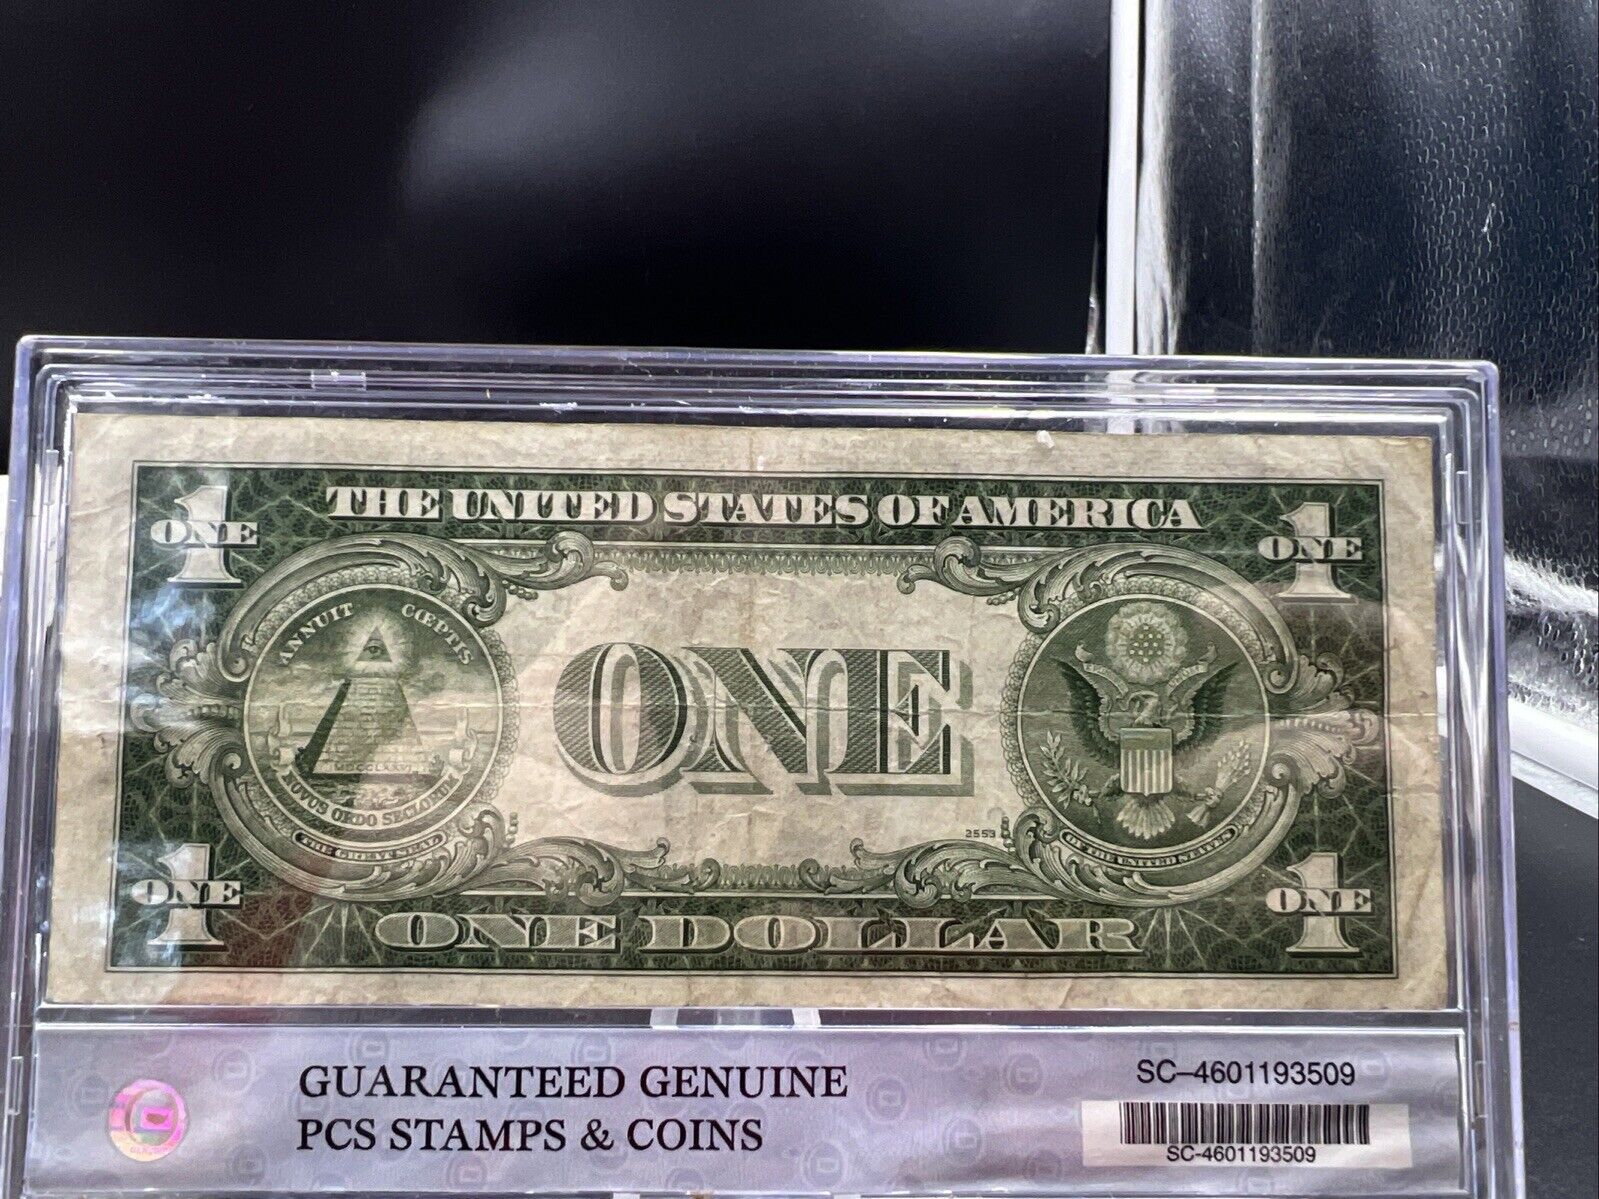 THE UNITED STATES OF AMERICA
1
ONE
1
ONE
ANNUIT CŒPTIS
MDCCLXXVI
NOVUS ORDO SECLORUM
THE GREAT SEAL
ONE
2553
OF THE UNITED STATES
1
ONE
1
ONE
ONE DOLLAR
GUARANTEED GENUINE
PCS STAMPS & COINS
SC-4601193509
SC-4601193509